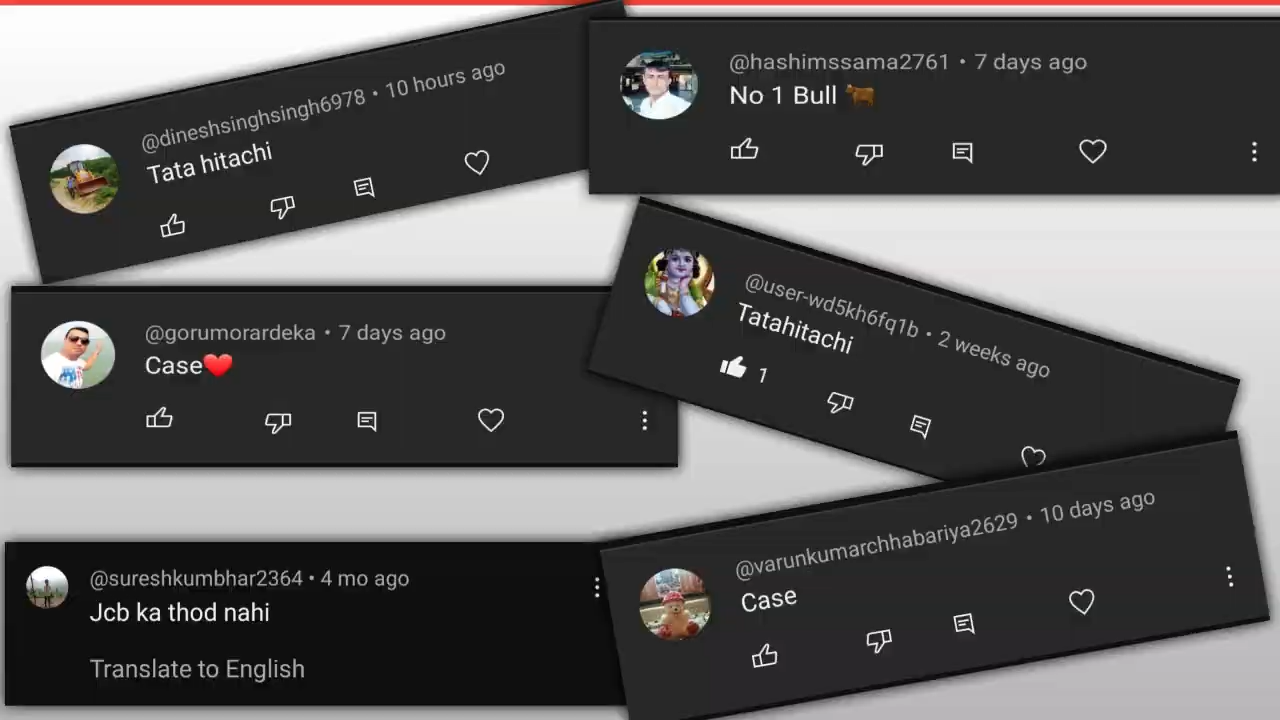 @dineshsinghsingh6978 • 10 hours ago
Tata hitachi
@hashimssama2761 • 7 days ago
No 1 Bull 🐂
@gorumorardeka • 7 days ago
Case❤️
@user-wd5kh6fq1b • 2 weeks ago
Tatahitachi
1
@sureshkumbhar2364 • 4 mo ago
Jcb ka thod nahi
Translate to English
@varunkumarchhabariya2629 • 10 days ago
Case